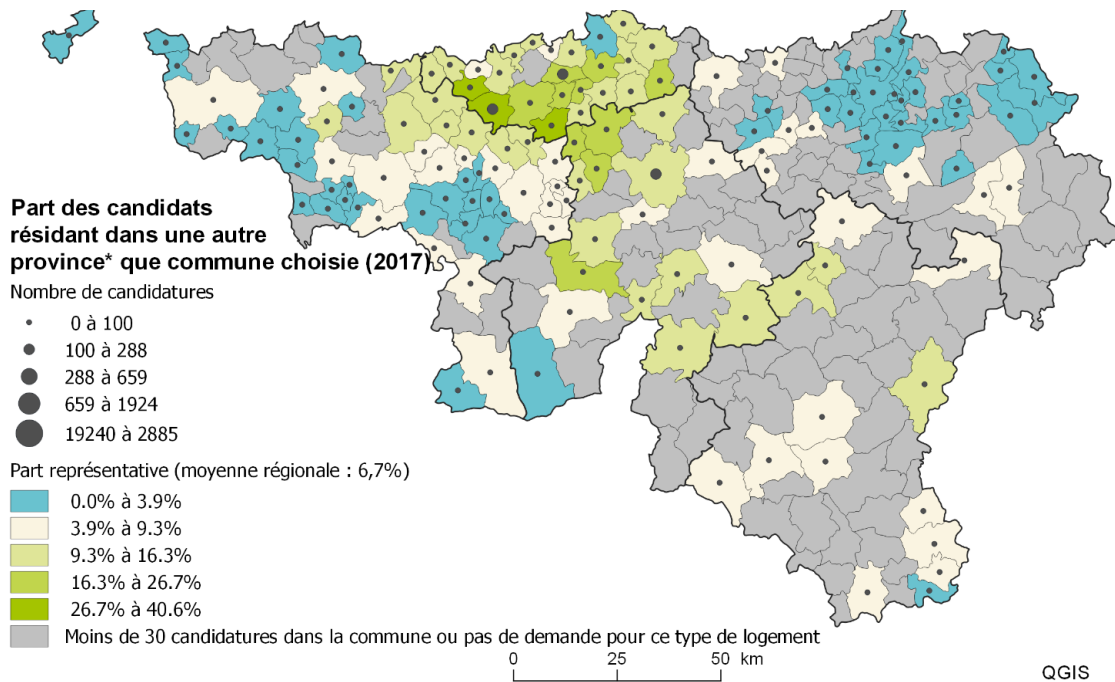 Part des candidats
résidant dans une autre
province* que commune choisie (2017)
Nombre de candidatures
0 à 100
100 à 288
288 à 659
659 à 1924
19240 à 2885
Part représentative (moyenne régionale : 6,7%)
0.0% à 3.9%
3.9% à 9.3%
9.3% à 16.3%
16.3% à 26.7%
26.7% à 40.6%
Moins de 30 candidatures dans la commune ou pas de demande pour ce type de logement
0 25 50 km
QGIS